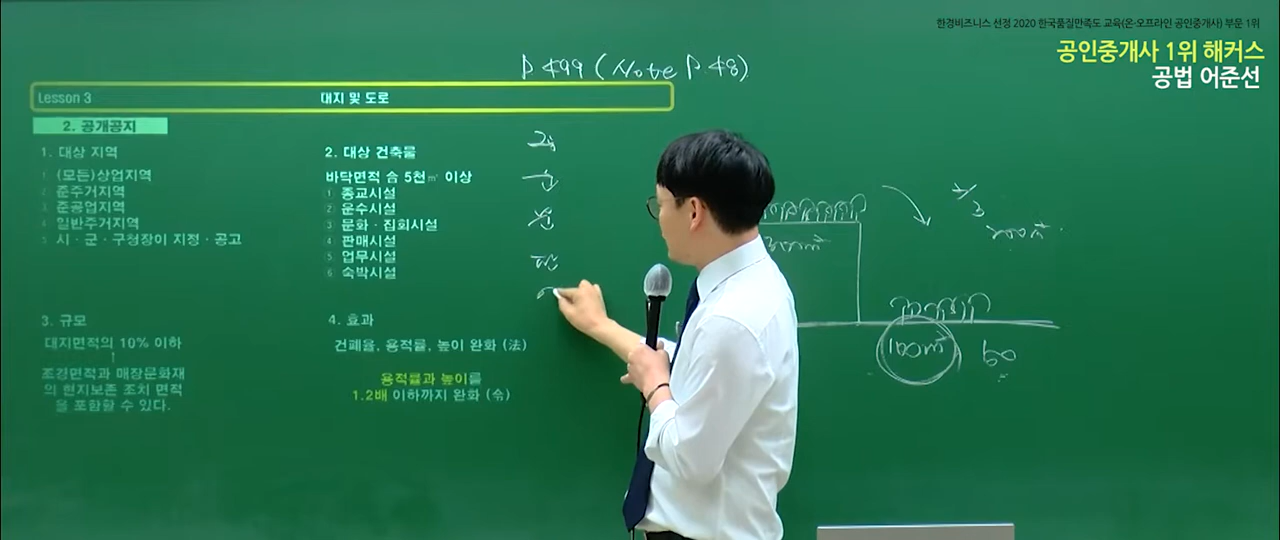 한경비즈니스 선정 2020 한국품질만족도 교육(온·오프라인 공인중개사) 부문 1위
공인중개사 1위 해커스
공법 어준선
P 499 (Note P 48)
Lesson 3 대지 및 도로
2. 공개공지
1. 대상 지역
1 (모든)상업지역
2 준주거지역
3 준공업지역
4 일반주거지역
5 시·군·구청장이 지정·공고
2. 대상 건축물
바닥면적 合 5천㎡ 이상
① 종교시설
② 운수시설
③ 문화·집회시설
④ 판매시설
⑤ 업무시설
⑥ 숙박시설
3. 규모
대지면적의 10% 이하
조경면적과 매장문화재
의 현지보존 조치 면적
을 포함할 수 있다.
4. 효과
건폐율, 용적률, 높이 완화 (法)
용적률과 높이를
1.2배 이하까지 완화 (令)
판
300㎡
2/3
200㎡
100㎡
50